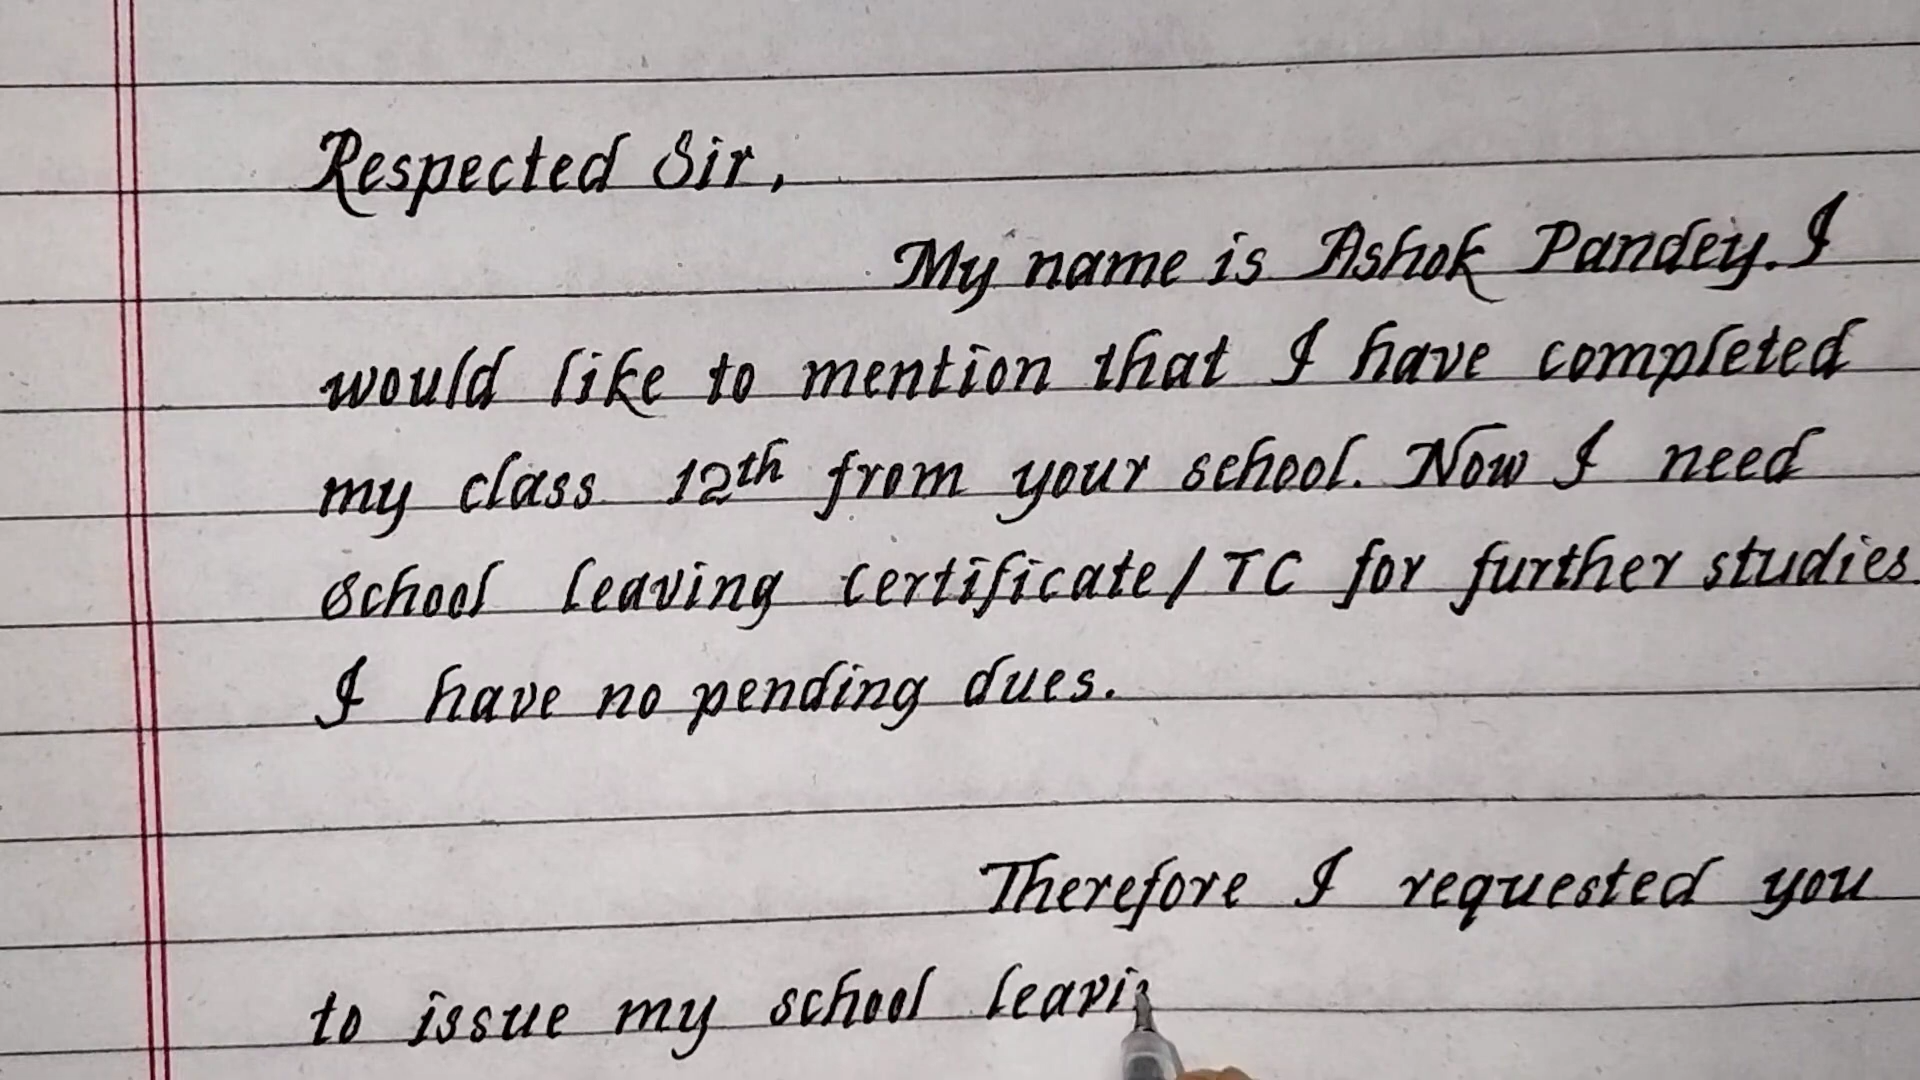 Respected Sir,
My name is Ashok Pandey. I
would like to mention that I have completed
my class 12th from your school. Now I need
School leaving certificate/TC for further studies.
I have no pending dues.
Therefore I requested you
to issue my school leavi